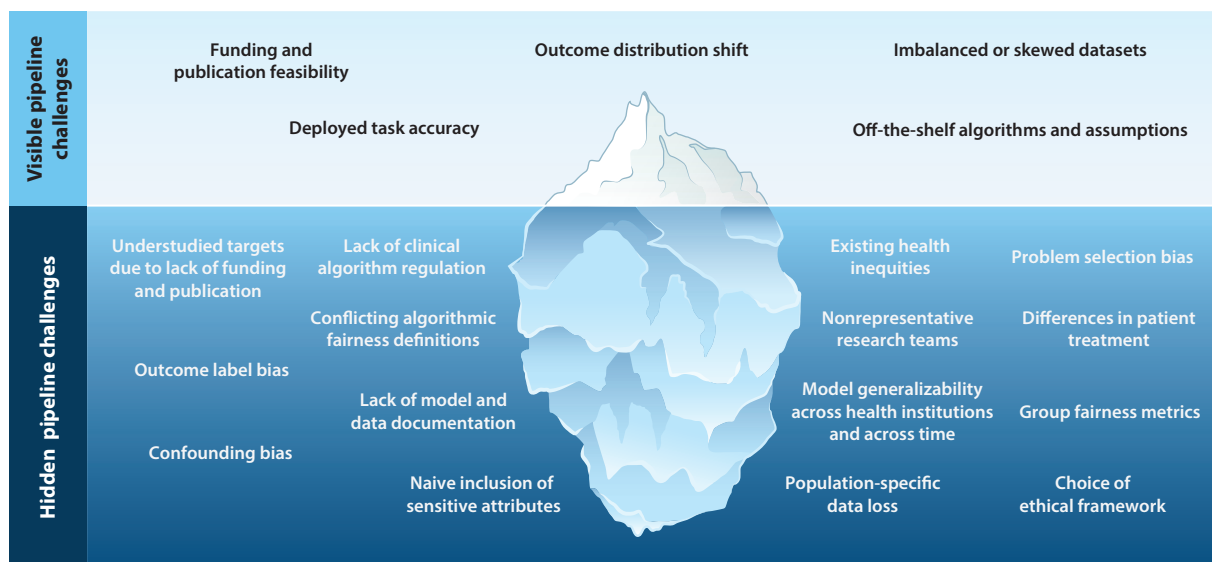 Visible pipeline
challenges
Funding and
publication feasibility
Outcome distribution shift
Imbalanced or skewed datasets
Deployed task accuracy
Off-the-shelf algorithms and assumptions
Hidden pipeline challenges
Understudied targets
due to lack of funding
and publication
Lack of clinical
algorithm regulation
Existing health
inequities
Problem selection bias
Conflicting algorithmic
fairness definitions
Nonrepresentative
research teams
Differences in patient
treatment
Outcome label bias
Lack of model and
data documentation
Model generalizability
across health institutions
and across time
Group fairness metrics
Confounding bias
Naive inclusion of
sensitive attributes
Population-specific
data loss
Choice of
ethical framework